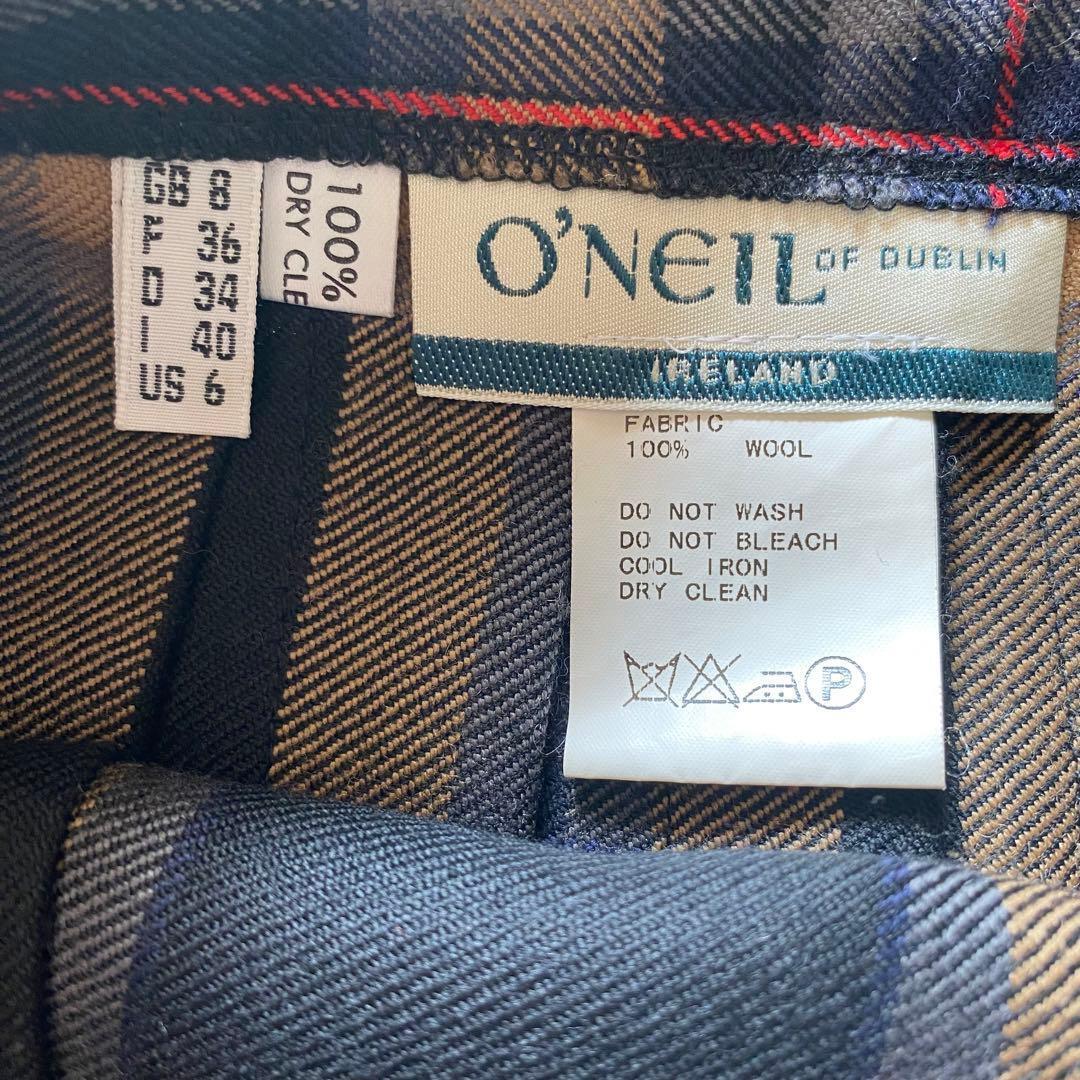 GB 8
F 36
D 34
I 40
US 6
100%
DRY CLE
O'NEIL OF DUBLIN
IRELAND
FABRIC
100% WOOL
DO NOT WASH
DO NOT BLEACH
COOL IRON
DRY CLEAN
P